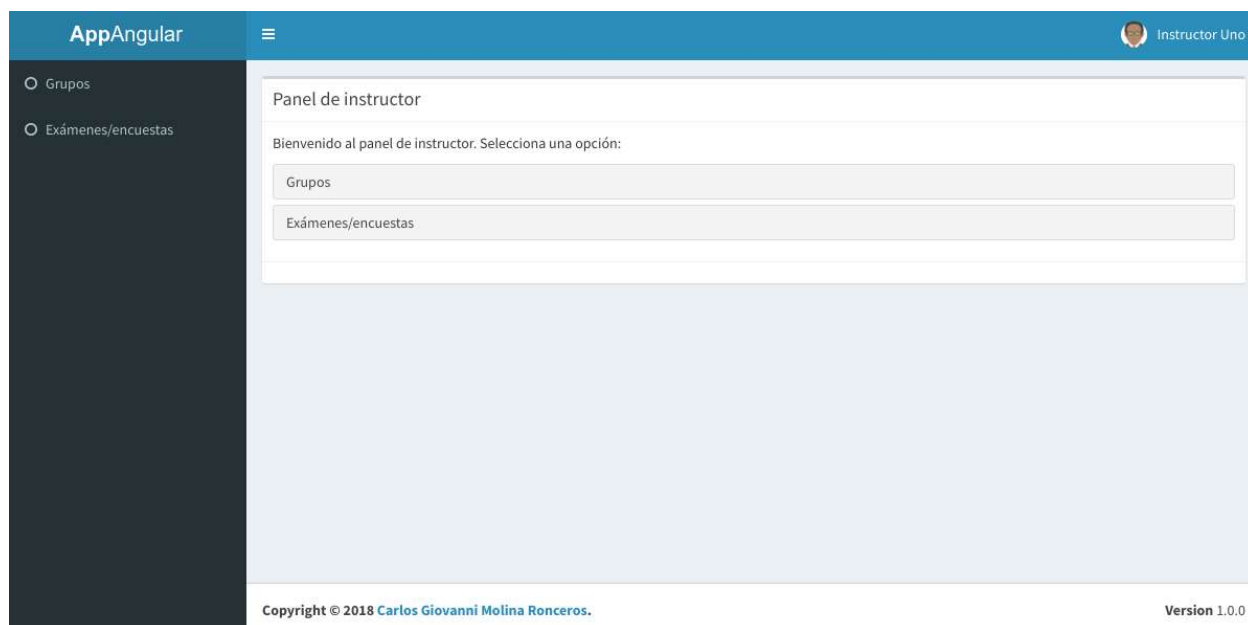 AppAngular
Instructor Uno
Grupos
Exámenes/encuestas
Panel de instructor
Bienvenido al panel de instructor. Selecciona una opción:
Grupos
Exámenes/encuestas
Copyright © 2018 Carlos Giovanni Molina Ronceros.
Version 1.0.0